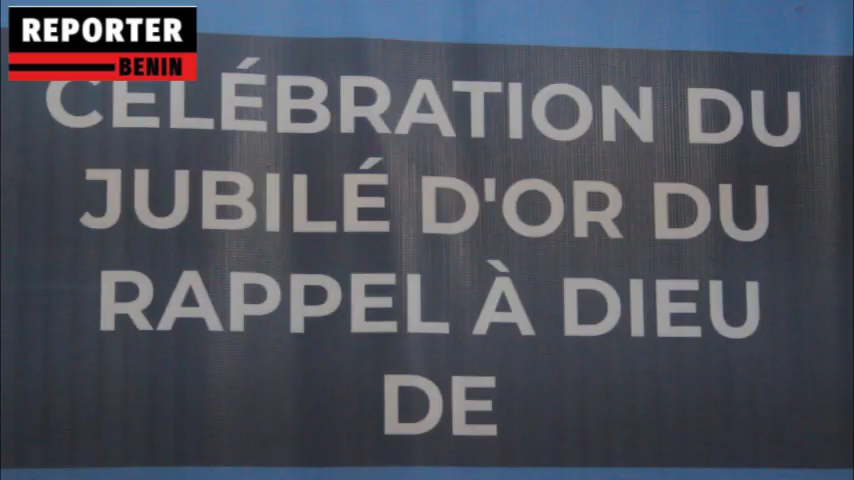 REPORTER
BENIN
CÉLÉBRATION DU
JUBILÉ D'OR DU
RAPPEL À DIEU
DE